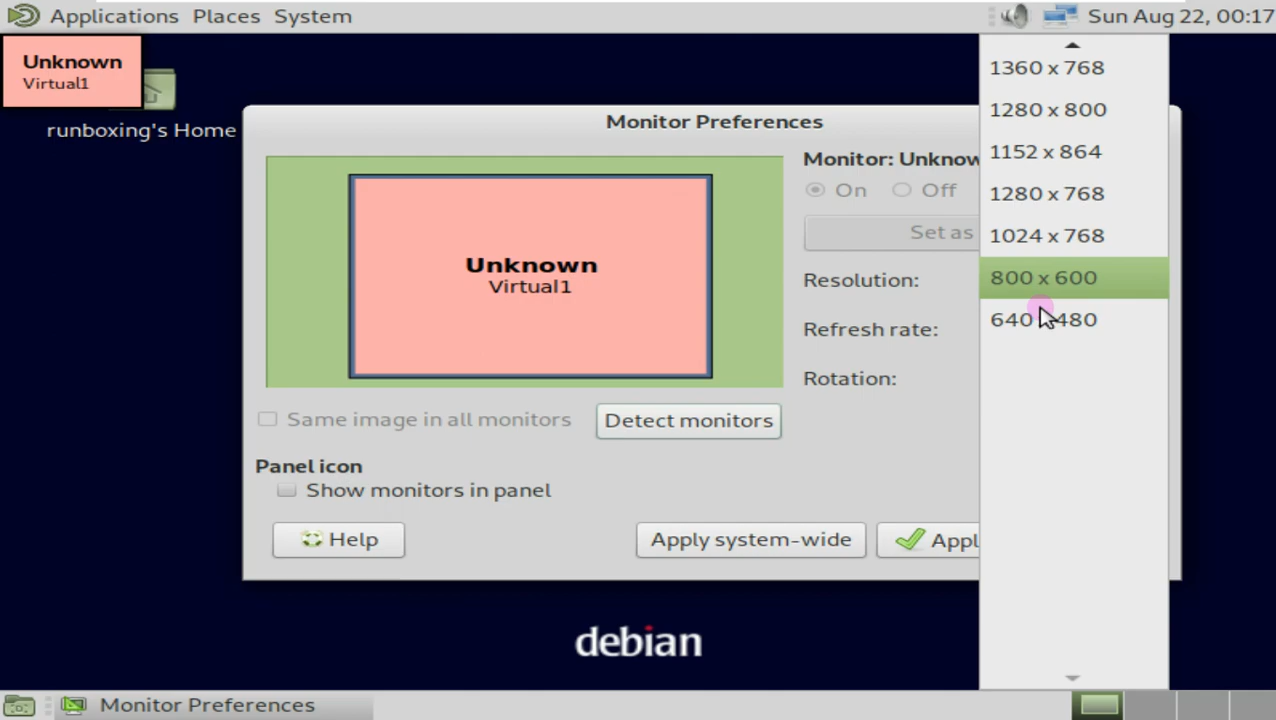 Applications Places System
Sun Aug 22, 00:17
Unknown
Virtual1
runboxing's Home
Monitor Preferences
Unknown
Virtual1
Monitor: Unknow
On Off
Set as
Resolution:
Refresh rate:
Rotation:
1360 x 768
1280 x 800
1152 x 864
1280 x 768
1024 x 768
800 x 600
640 x 480
Same image in all monitors
Detect monitors
Panel icon
Show monitors in panel
Help
Apply system-wide
Appl
debian
Monitor Preferences